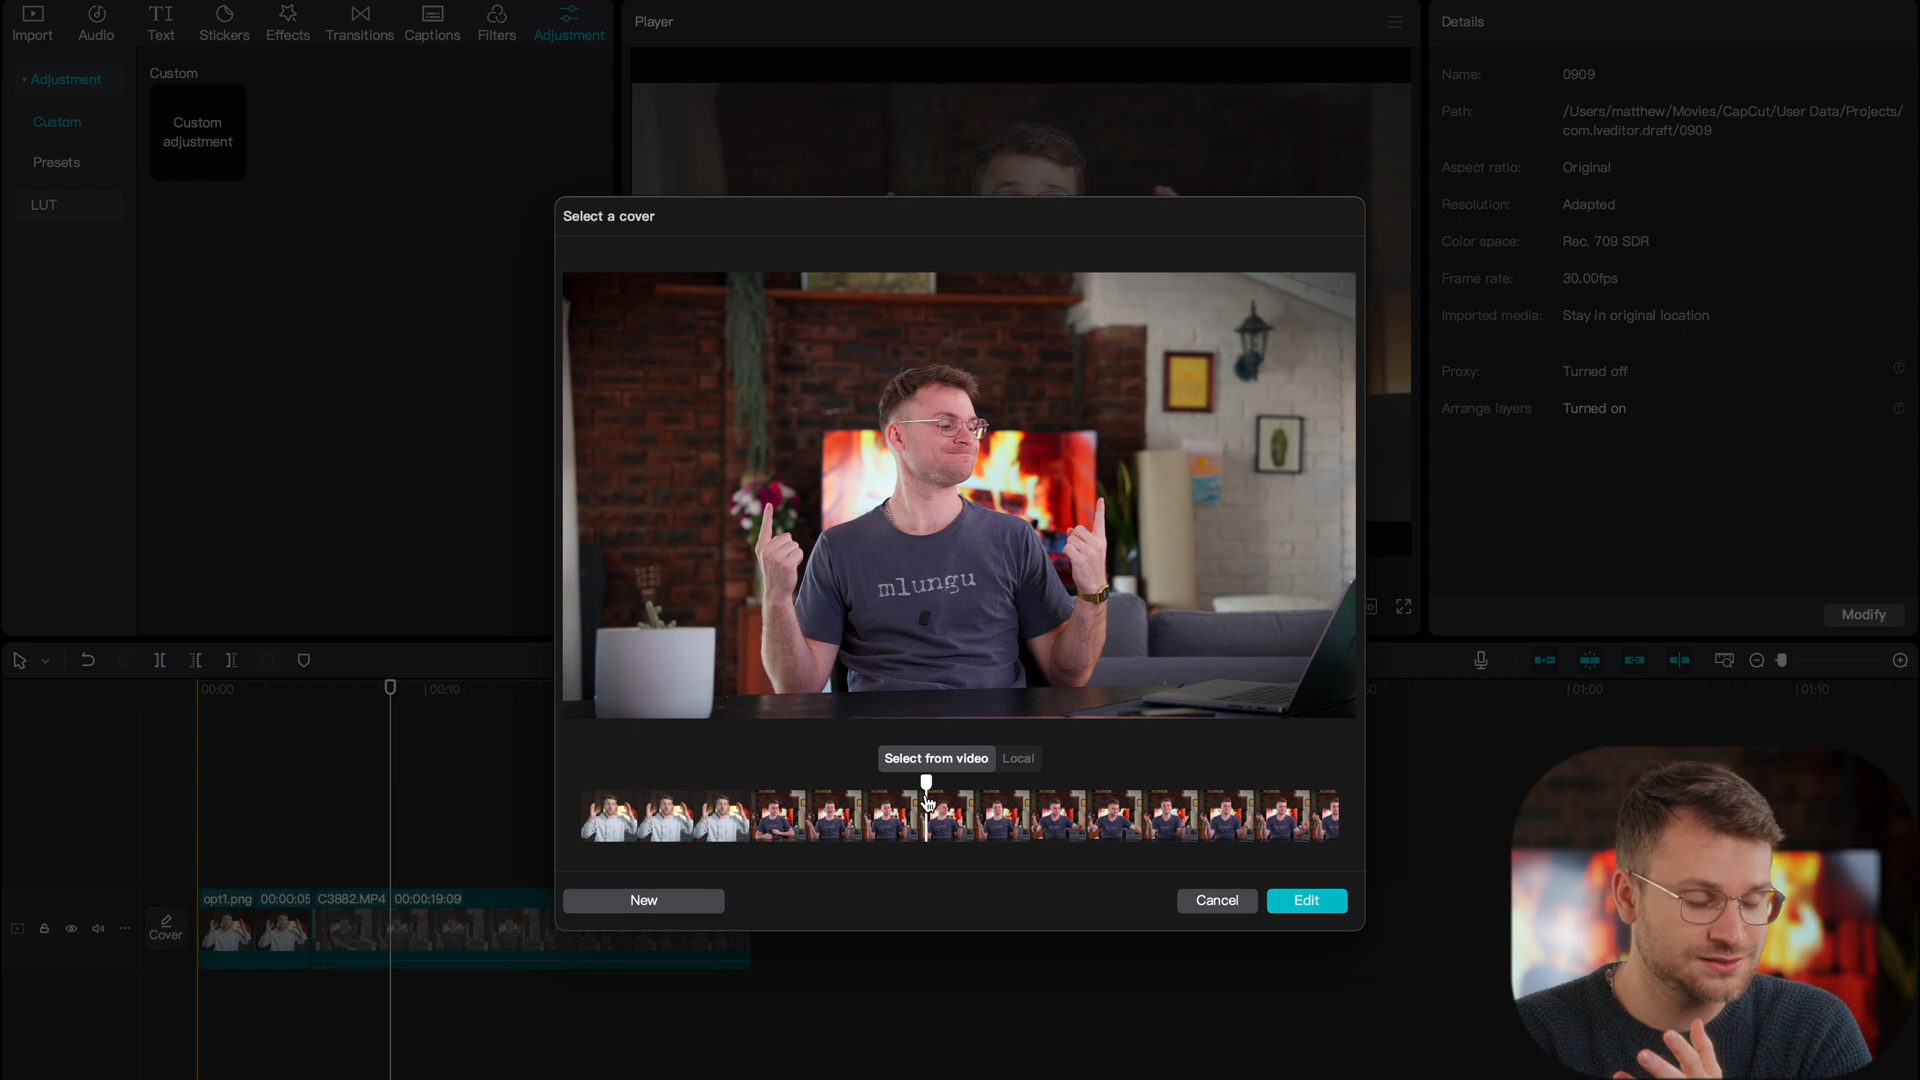 Import
Audio
Text
Stickers
Effects
Transitions
Captions
Filters
Adjustment
Player
Details
Adjustment
Custom
Presets
LUT
Custom
Custom
adjustment
Name: 0909
Path: /Users/matthew/Movies/CapCut/User Data/Projects/
com.lveditor.draft/0909
Aspect ratio: Original
Resolution: Adapted
Color space: Rec. 709 SDR
Frame rate: 30.00fps
Imported media: Stay in original location
Proxy: Turned off
Arrange layers Turned on
Modify
Select a cover
mlungu
Select from video Local
New
Cancel
Edit
00:00
00:10
01:00
01:10
opt1.png 00:00:05
C3882.MP4 00:00:19:09
Cover